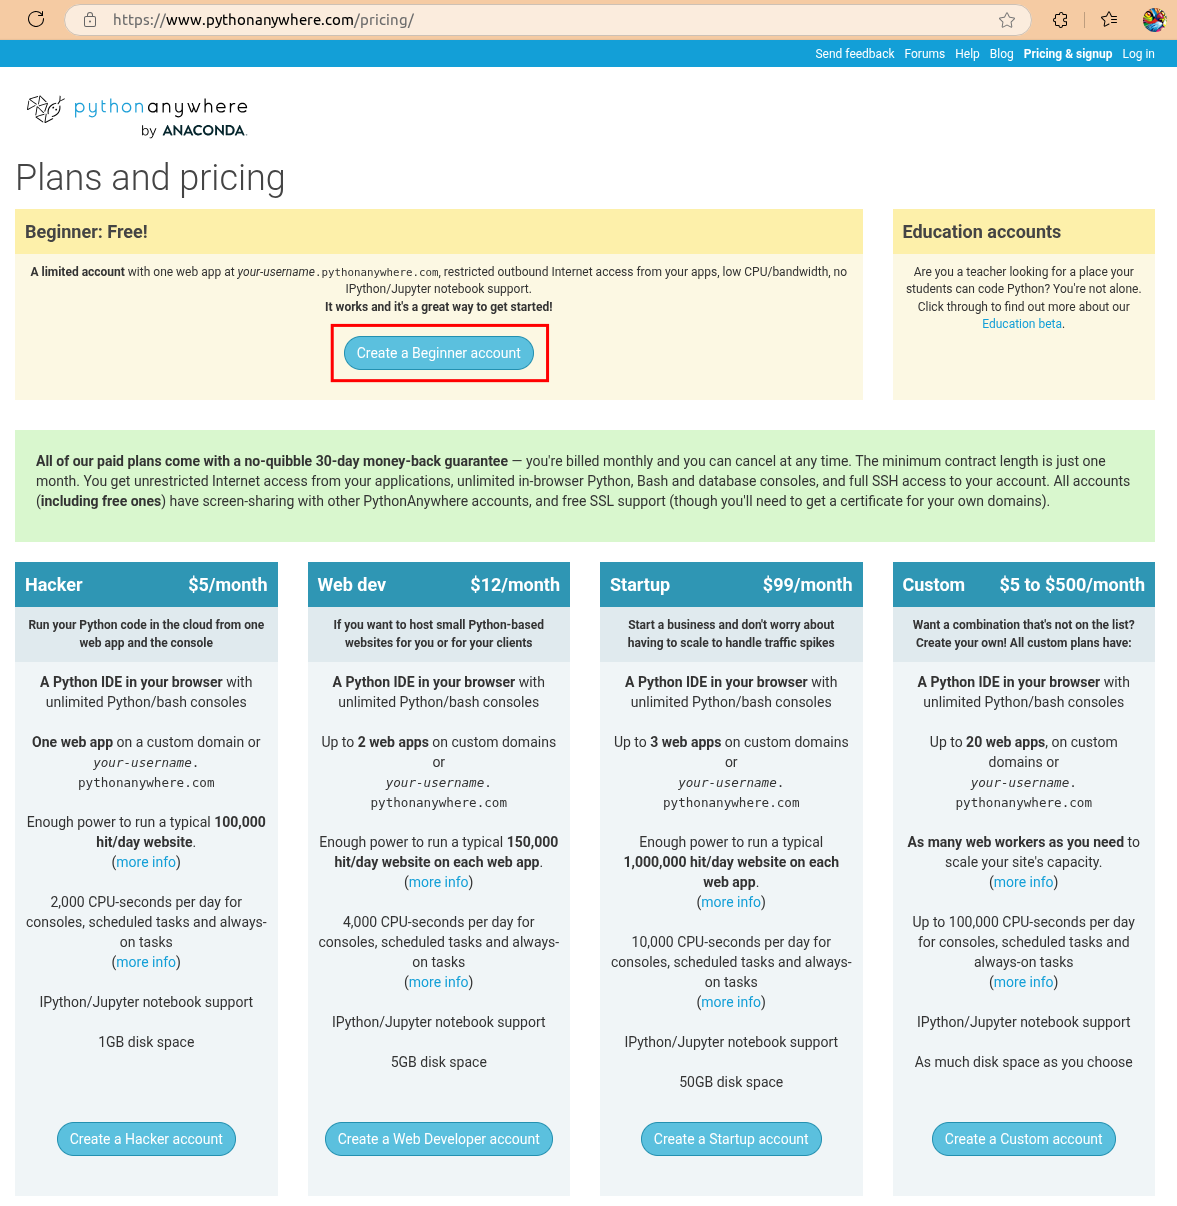 https://www.pythonanywhere.com/pricing/
Send feedback Forums Help Blog Pricing & signup Log in
pythonanywhere
by ANACONDA.
Plans and pricing
Beginner: Free!
A limited account with one web app at your-username.pythonanywhere.com, restricted outbound Internet access from your apps, low CPU/bandwidth, no
IPython/Jupyter notebook support.
It works and it's a great way to get started!
Create a Beginner account
Education accounts
Are you a teacher looking for a place your
students can code Python? You're not alone.
Click through to find out more about our
Education beta.
All of our paid plans come with a no-quibble 30-day money-back guarantee — you're billed monthly and you can cancel at any time. The minimum contract length is just one
month. You get unrestricted Internet access from your applications, unlimited in-browser Python, Bash and database consoles, and full SSH access to your account. All accounts
(including free ones) have screen-sharing with other PythonAnywhere accounts, and free SSL support (though you'll need to get a certificate for your own domains).
Hacker $5/month
Run your Python code in the cloud from one
web app and the console
A Python IDE in your browser with
unlimited Python/bash consoles
One web app on a custom domain or
your-username.
pythonanywhere.com
Enough power to run a typical 100,000
hit/day website.
(more info)
2,000 CPU-seconds per day for
consoles, scheduled tasks and always-
on tasks
(more info)
IPython/Jupyter notebook support
1GB disk space
Create a Hacker account
Web dev $12/month
If you want to host small Python-based
websites for you or for your clients
A Python IDE in your browser with
unlimited Python/bash consoles
Up to 2 web apps on custom domains
or
your-username.
pythonanywhere.com
Enough power to run a typical 150,000
hit/day website on each web app.
(more info)
4,000 CPU-seconds per day for
consoles, scheduled tasks and always-
on tasks
(more info)
IPython/Jupyter notebook support
5GB disk space
Create a Web Developer account
Startup $99/month
Start a business and don't worry about
having to scale to handle traffic spikes
A Python IDE in your browser with
unlimited Python/bash consoles
Up to 3 web apps on custom domains
or
your-username.
pythonanywhere.com
Enough power to run a typical
1,000,000 hit/day website on each
web app.
(more info)
10,000 CPU-seconds per day for
consoles, scheduled tasks and always-
on tasks
(more info)
IPython/Jupyter notebook support
50GB disk space
Create a Startup account
Custom $5 to $500/month
Want a combination that's not on the list?
Create your own! All custom plans have:
A Python IDE in your browser with
unlimited Python/bash consoles
Up to 20 web apps, on custom
domains or
your-username.
pythonanywhere.com
As many web workers as you need to
scale your site's capacity.
(more info)
Up to 100,000 CPU-seconds per day
for consoles, scheduled tasks and
always-on tasks
(more info)
IPython/Jupyter notebook support
As much disk space as you choose
Create a Custom account